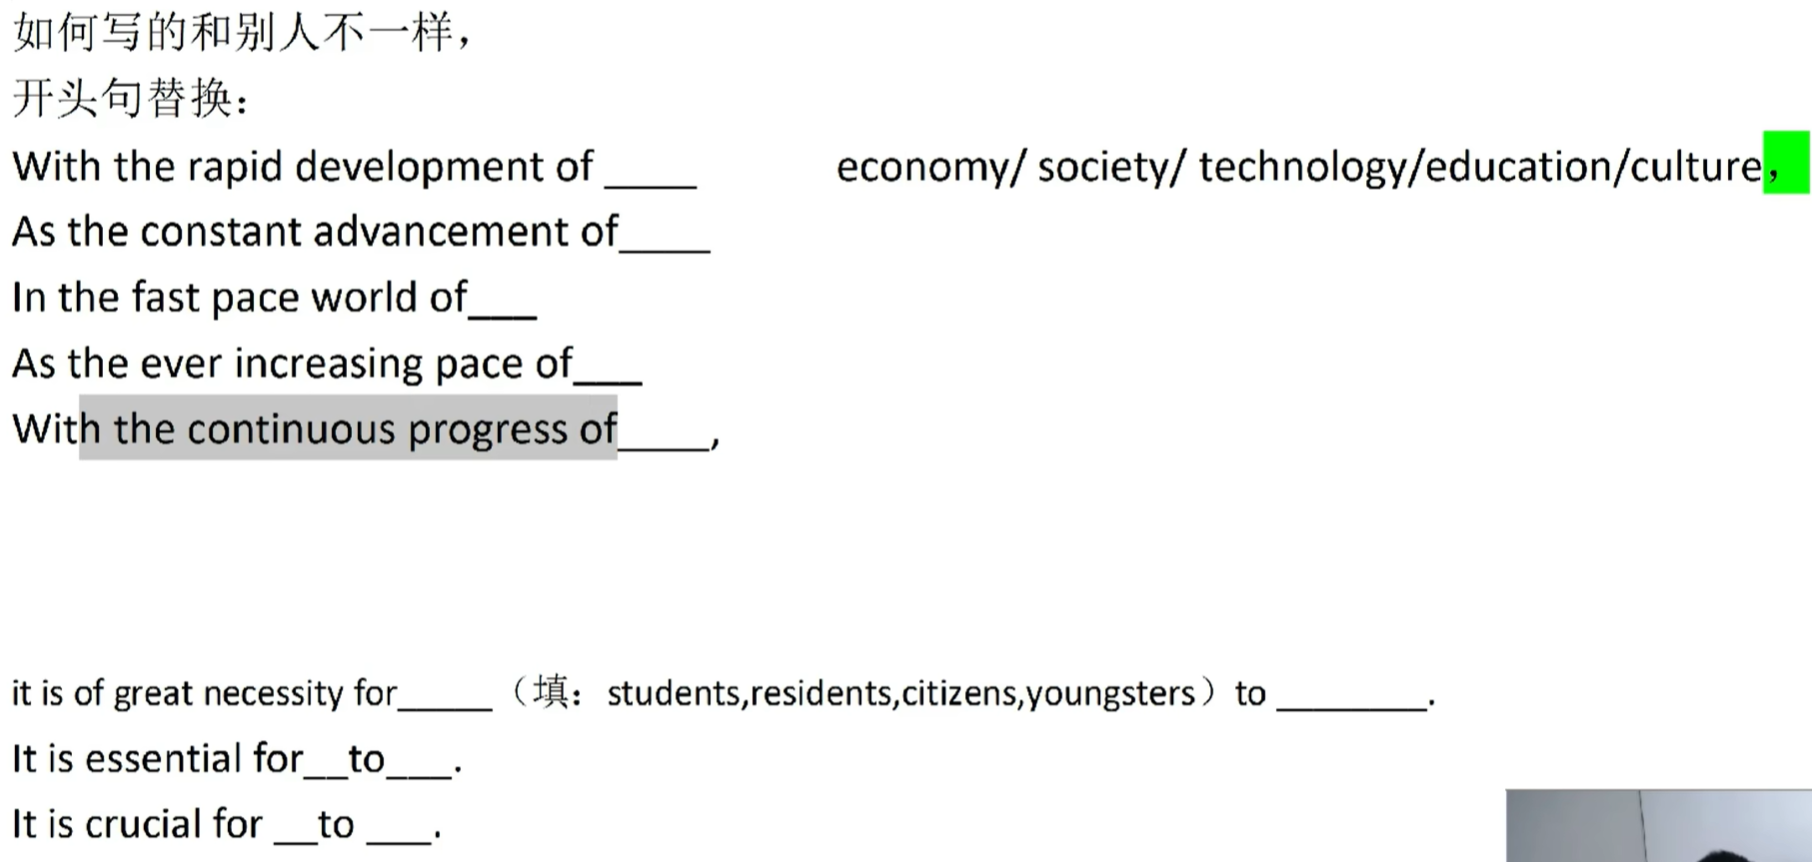 如何写的和别人不一样，
开头句替换：
With the rapid development of ____ economy/ society/ technology/education/culture，
As the constant advancement of____
In the fast pace world of___
As the ever increasing pace of___
With the continuous progress of____,
it is of great necessity for_____（填：students,residents,citizens,youngsters）to ________.
It is essential for__to___.
It is crucial for __to ___.